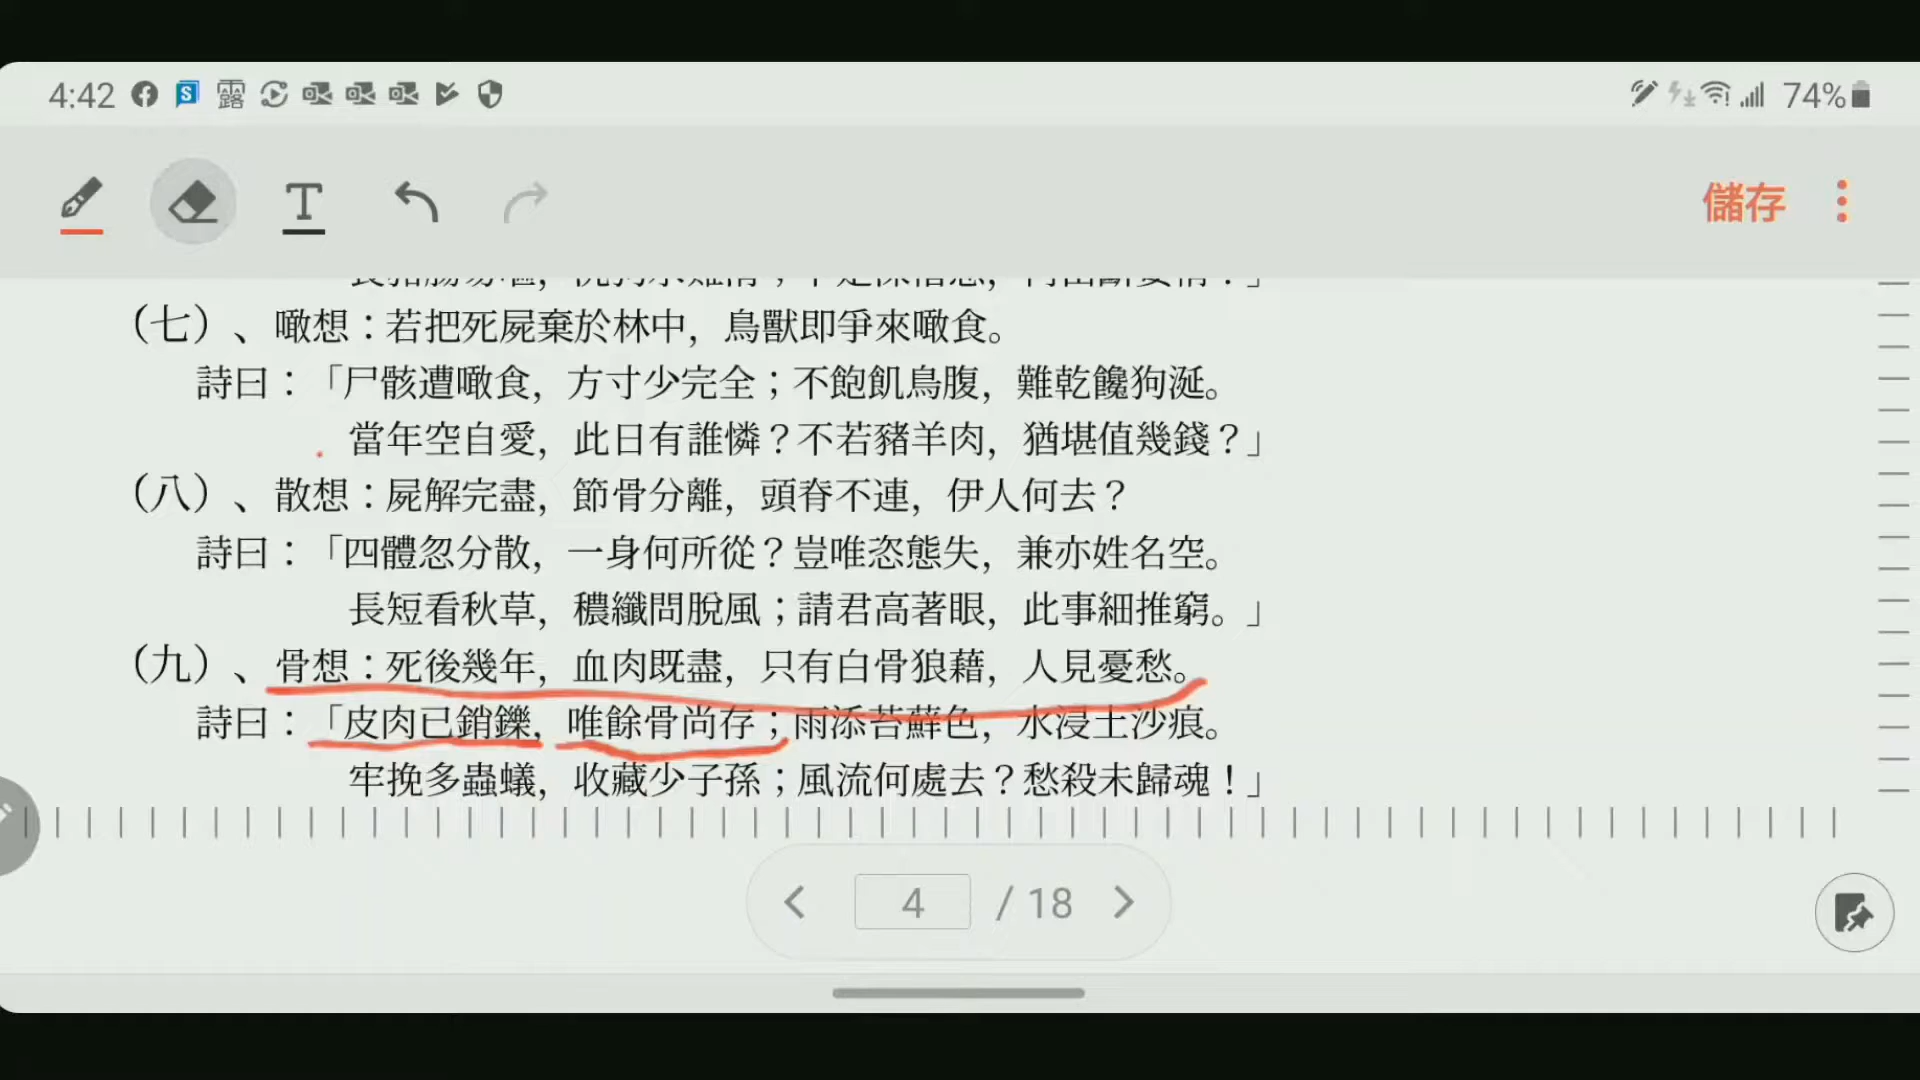 4:42
74%
儲存
(七)、噉想：若把死屍棄於林中，鳥獸即爭來噉食。
詩曰：「尸骸遭噉食，方寸少完全；不飽飢烏腹，難乾饞狗涎。
當年空自愛，此日有誰憐？不若豬羊肉，猶堪值幾錢？」
(八)、散想：屍解完盡，節骨分離，頭脊不連，伊人何去？
詩曰：「四體忽分散，一身何所從？豈唯恣態失，兼亦姓名空。
長短看秋草，穠纖問脫風；請君高著眼，此事細推窮。」
(九)、骨想：死後幾年，血肉既盡，只有白骨狼藉，人見憂愁。
詩曰：「皮肉已銷鑠，唯餘骨尚存；雨添苔蘚色，水浸土沙痕。
牢挽多蟲蟻，收藏少子孫；風流何處去？愁殺未歸魂！」
4 / 18